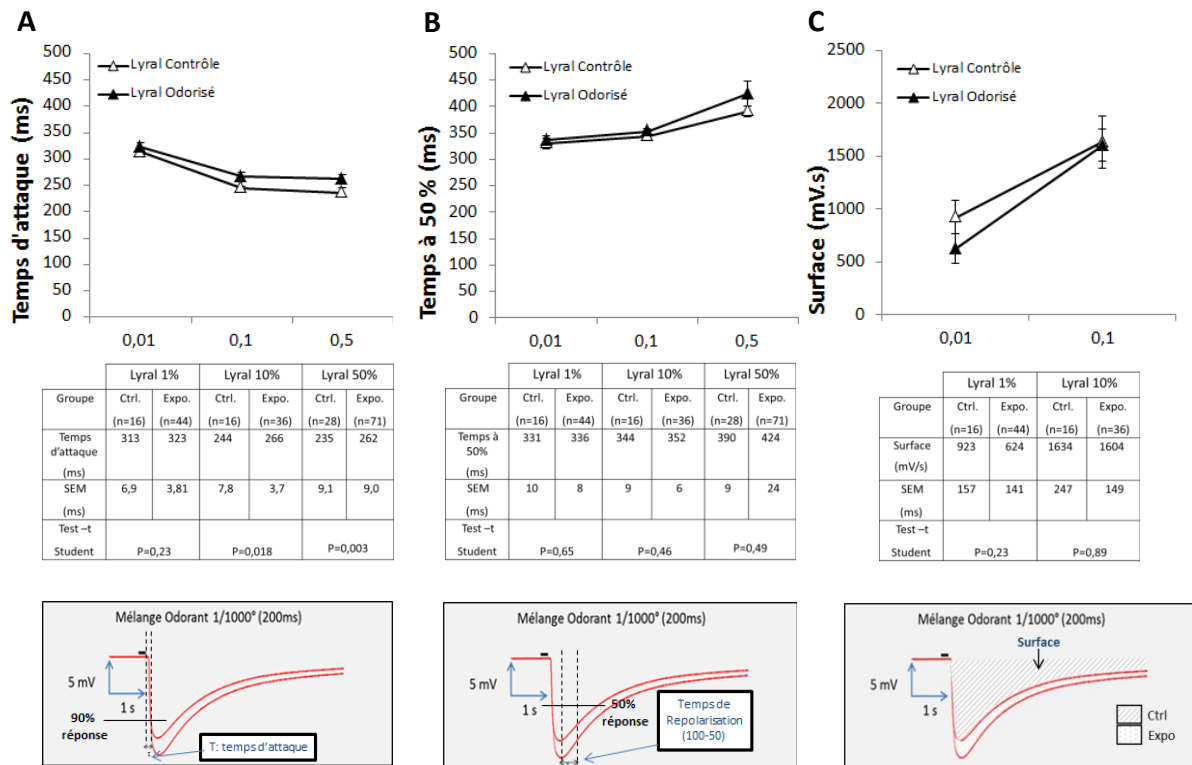 A
500
450
400
350
300
250
200
150
100
50
0
Temps d'attaque (ms)
Lyral Contrôle
Lyral Odorisé
0,01 0,1 0,5
Lyral 1% Lyral 10% Lyral 50%
Groupe Ctrl. Expo. Ctrl. Expo. Ctrl. Expo.
(n=16) (n=44) (n=16) (n=36) (n=28) (n=71)
Temps 313 323 244 266 235 262
d'attaque
(ms)
SEM 6,9 3,81 7,8 3,7 9,1 9,0
(ms)
Test –t
Student P=0,23 P=0,018 P=0,003
Mélange Odorant 1/1000° (200ms)
5 mV
1 s
90%
réponse
T: temps d'attaque
B
500
450
400
350
300
250
200
150
100
50
0
Temps à 50 % (ms)
Lyral Contrôle
Lyral Odorisé
0,01 0,1 0,5
Lyral 1% Lyral 10% Lyral 50%
Groupe Ctrl. Expo. Ctrl. Expo. Ctrl. Expo.
(n=16) (n=44) (n=16) (n=36) (n=28) (n=71)
Temps à 331 336 344 352 390 424
50%
(ms)
SEM 10 8 9 6 9 24
(ms)
Test –t
Student P=0,65 P=0,46 P=0,49
Mélange Odorant 1/1000° (200ms)
5 mV
1 s
50%
réponse
Temps de
Repolarisation
(100-50)
C
2500
2000
1500
1000
500
0
Surface (mV.s)
Lyral Contrôle
Lyral Odorisé
0,01 0,1
Lyral 1% Lyral 10%
Groupe Ctrl. Expo. Ctrl. Expo.
(n=16) (n=44) (n=16) (n=36)
Surface 923 624 1634 1604
(mV/s)
SEM 157 141 247 149
(ms)
Test –t
Student P=0,23 P=0,89
Mélange Odorant 1/1000° (200ms)
Surface
5 mV
1 s
Ctrl
Expo